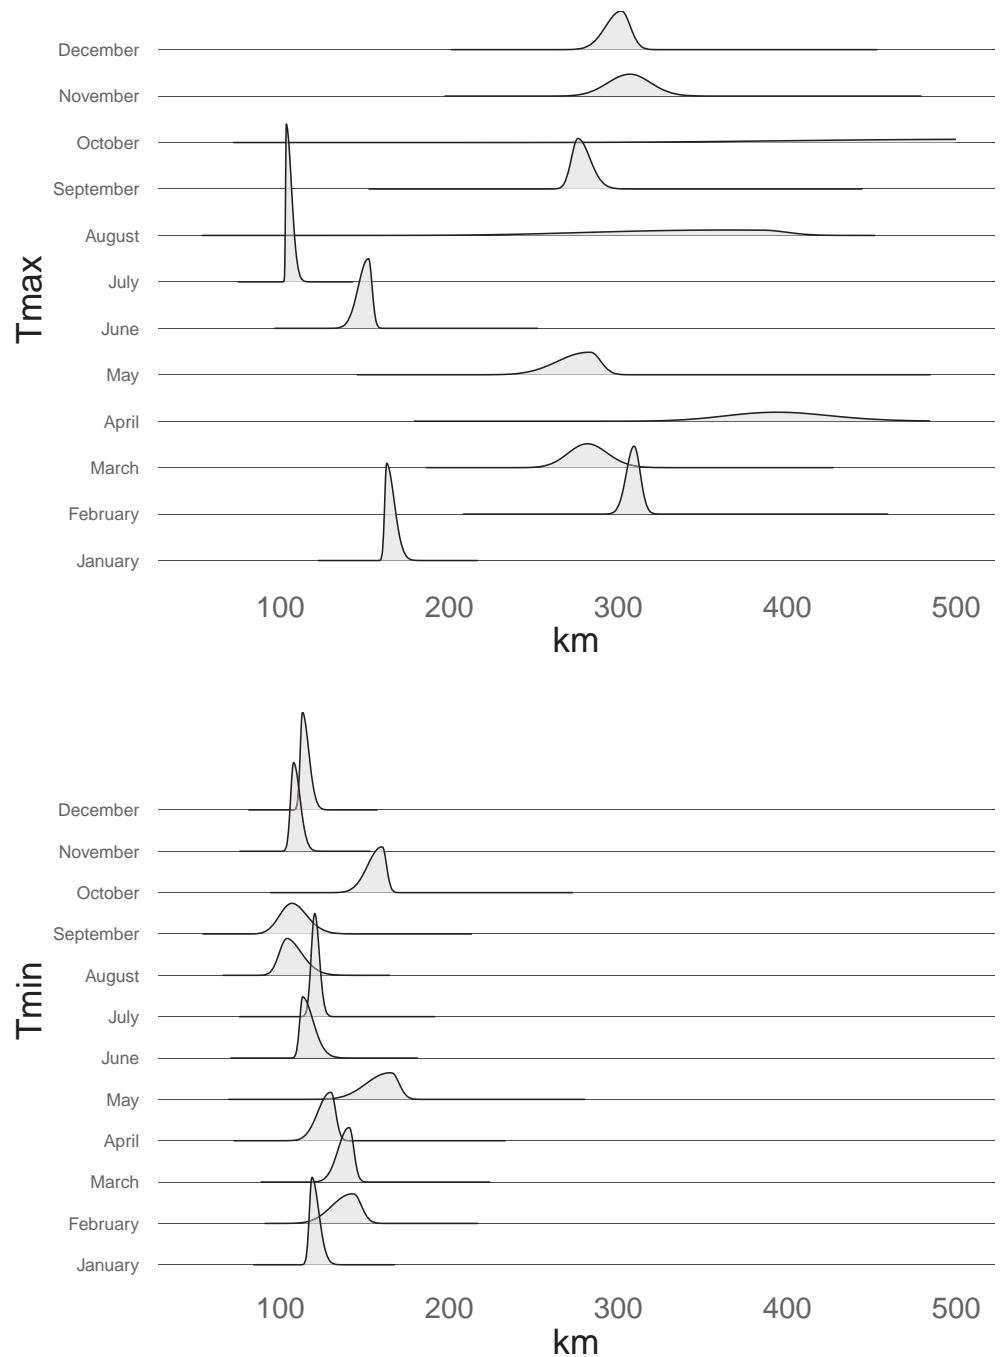 December
November
October
September
August
July
June
May
April
March
February
January
Tmax
100 200 300 400 500
km
December
November
October
September
August
July
June
May
April
March
February
January
Tmin
100 200 300 400 500
km